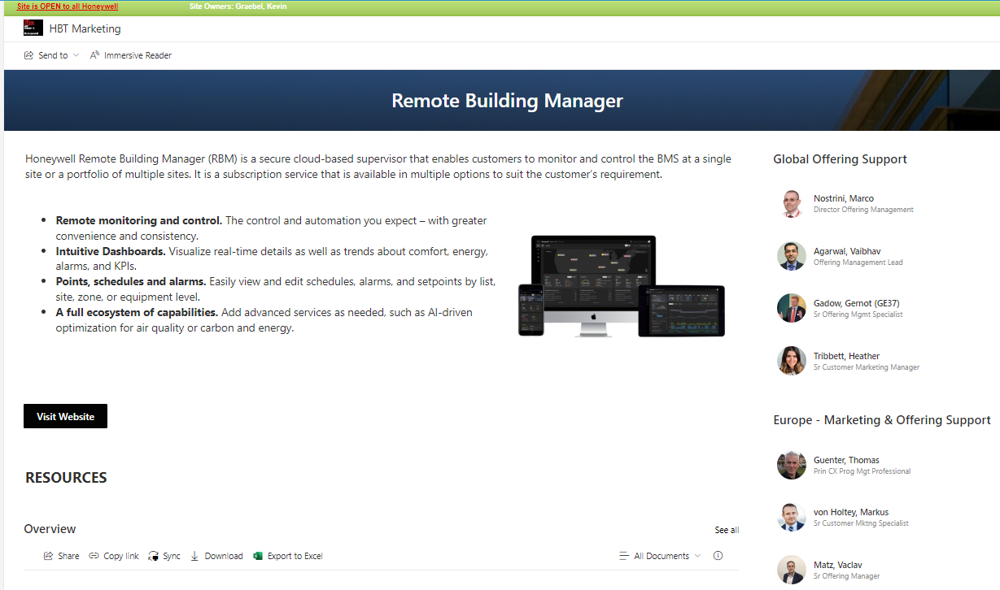 Site is OPEN to all Honeywell
Site Owners: Graebel, Kevin
HBT Marketing
Send to
Immersive Reader
Remote Building Manager
Honeywell Remote Building Manager (RBM) is a secure cloud-based supervisor that enables customers to monitor and control the BMS at a single
site or a portfolio of multiple sites. It is a subscription service that is available in multiple options to suit the customer's requirement.
• Remote monitoring and control. The control and automation you expect – with greater
convenience and consistency.
• Intuitive Dashboards. Visualize real-time details as well as trends about comfort, energy,
alarms, and KPIs.
• Points, schedules and alarms. Easily view and edit schedules, alarms, and setpoints by list,
site, zone, or equipment level.
• A full ecosystem of capabilities. Add advanced services as needed, such as AI-driven
optimization for air quality or carbon and energy.
Visit Website
RESOURCES
Overview
See all
Share
Copy link
Sync
Download
Export to Excel
All Documents
Global Offering Support
Nostrini, Marco
Director Offering Management
Agarwal, Vaibhav
Offering Management Lead
Gadow, Gernot (GE37)
Sr Offering Mgmt Specialist
Tribbett, Heather
Sr Customer Marketing Manager
Europe - Marketing & Offering Support
Guenter, Thomas
Prin CX Prog Mgt Professional
von Holtey, Markus
Sr Customer Mktng Specialist
Matz, Vaclav
Sr Offering Manager